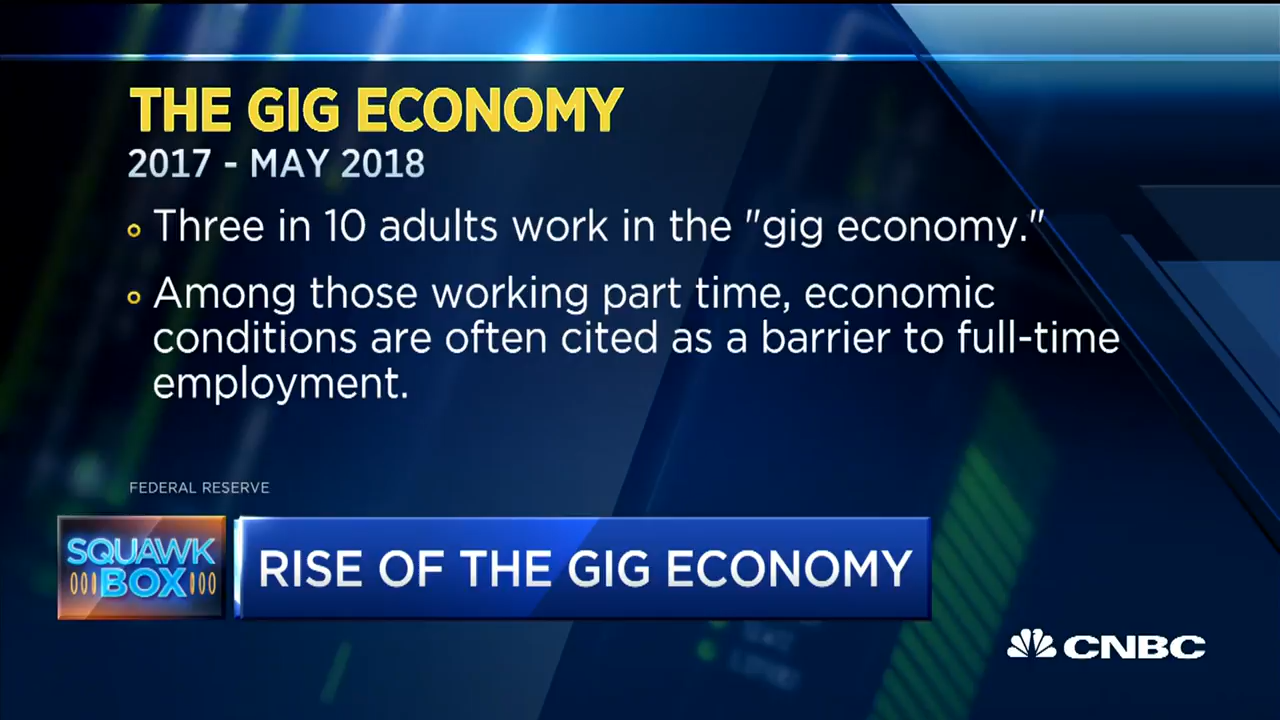 THE GIG ECONOMY
2017 - MAY 2018
Three in 10 adults work in the "gig economy."
Among those working part time, economic
conditions are often cited as a barrier to full-time
employment.
FEDERAL RESERVE
SQUAWK
BOX
RISE OF THE GIG ECONOMY
CNBC